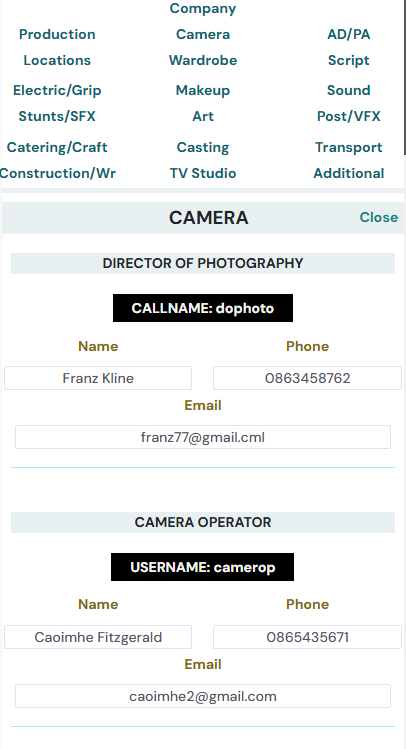 Company
Production Camera AD/PA
Locations Wardrobe Script
Electric/Grip Makeup Sound
Stunts/SFX Art Post/VFX
Catering/Craft Casting Transport
Construction/Wr TV Studio Additional
CAMERA Close
DIRECTOR OF PHOTOGRAPHY
CALLNAME: dophoto
Name Phone
Franz Kline 0863458762
Email
franz77@gmail.cml
CAMERA OPERATOR
USERNAME: camerop
Name Phone
Caoimhe Fitzgerald 0865435671
Email
caoimhe2@gmail.com